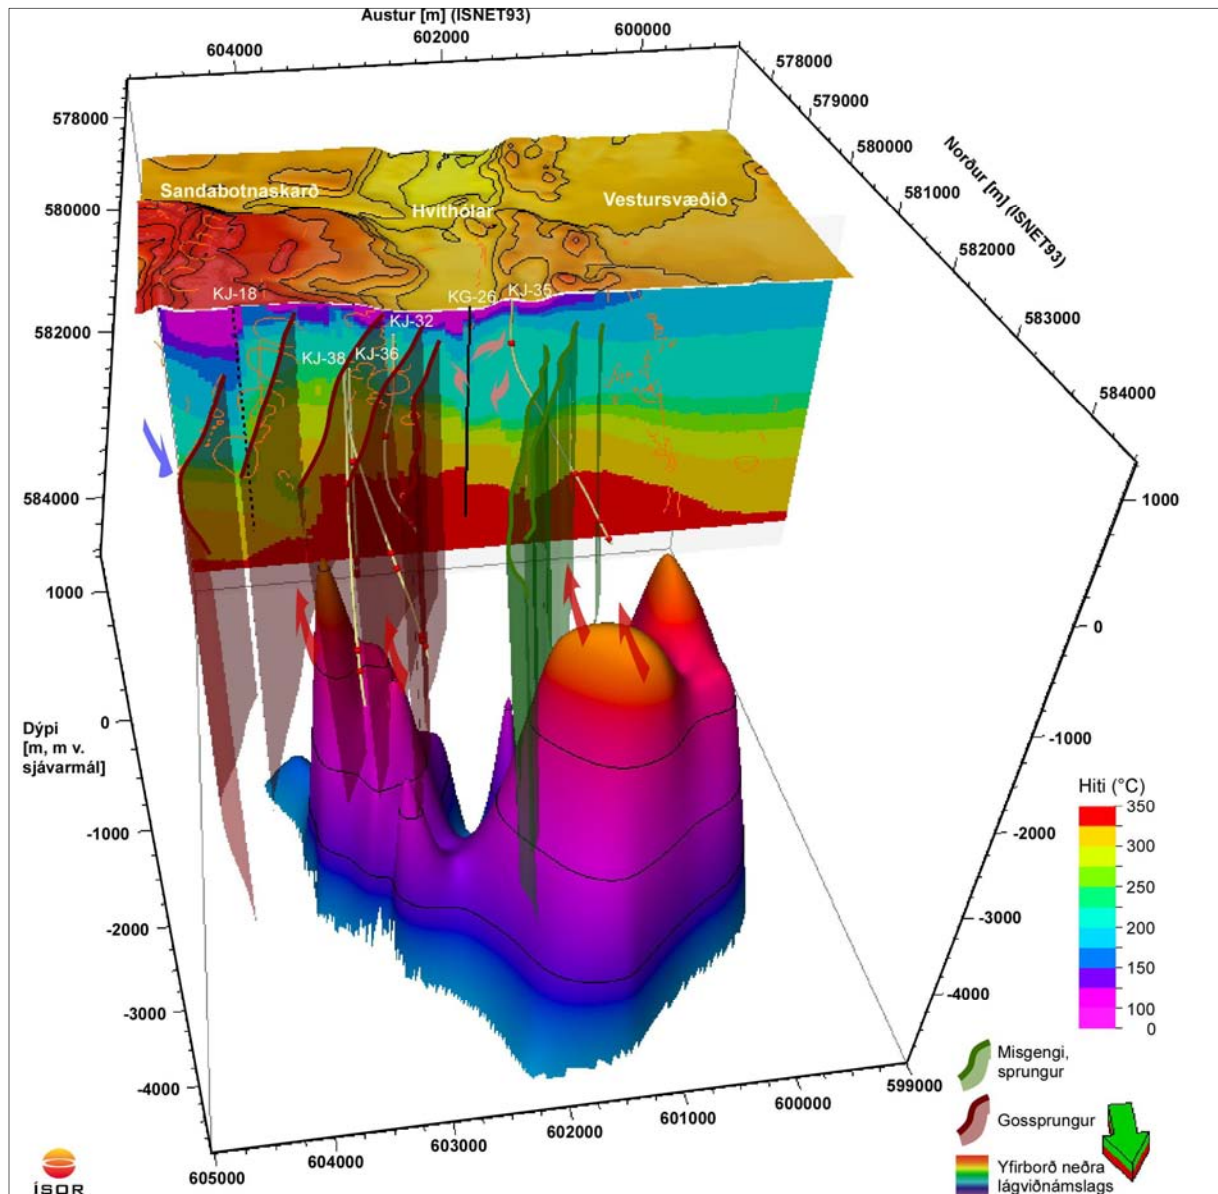 Austur [m] (ISNET93)
604000
602000
600000
578000
579000
580000
581000
582000
583000
584000
Norður [m] (ISNET93)
578000
580000
582000
584000
Sandabotnaskarð
Hvíthólar
Vestursvæðið
KJ-18
KG-26
KJ-35
KJ-32
KJ-38
KJ-36
1000
0
-1000
-2000
-3000
-4000
Dýpi
[m, m v.
sjávarmál]
1000
0
-1000
-2000
-3000
-4000
605000
604000
603000
602000
601000
600000
599000
Hiti (°C)
350
300
250
200
150
100
0
Misgengi,
sprungur
Gossprungur
Yfirborð neðra
lágviðnámslags
ÍSOR